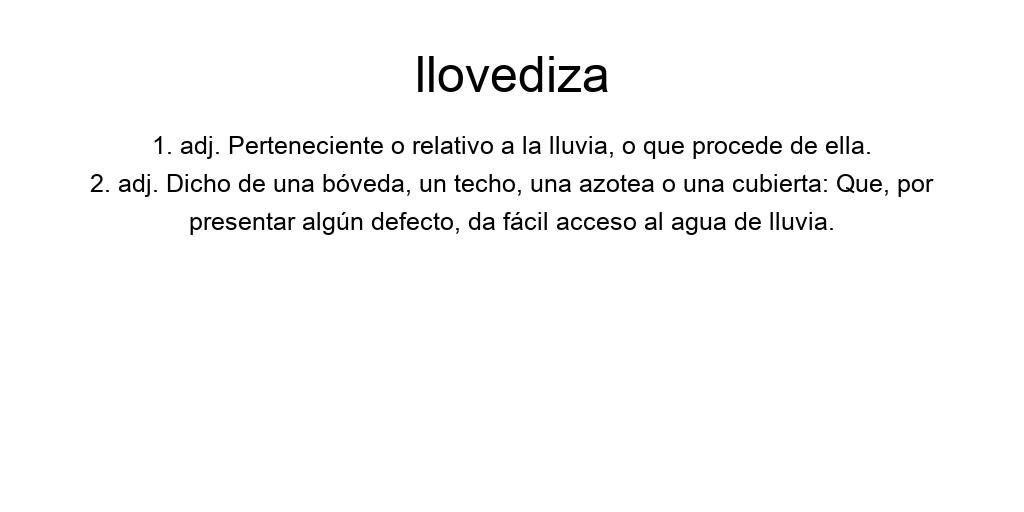 llovediza
1. adj. Perteneciente o relativo a la lluvia, o que procede de ella.
2. adj. Dicho de una bóveda, un techo, una azotea o una cubierta: Que, por
presentar algún defecto, da fácil acceso al agua de lluvia.